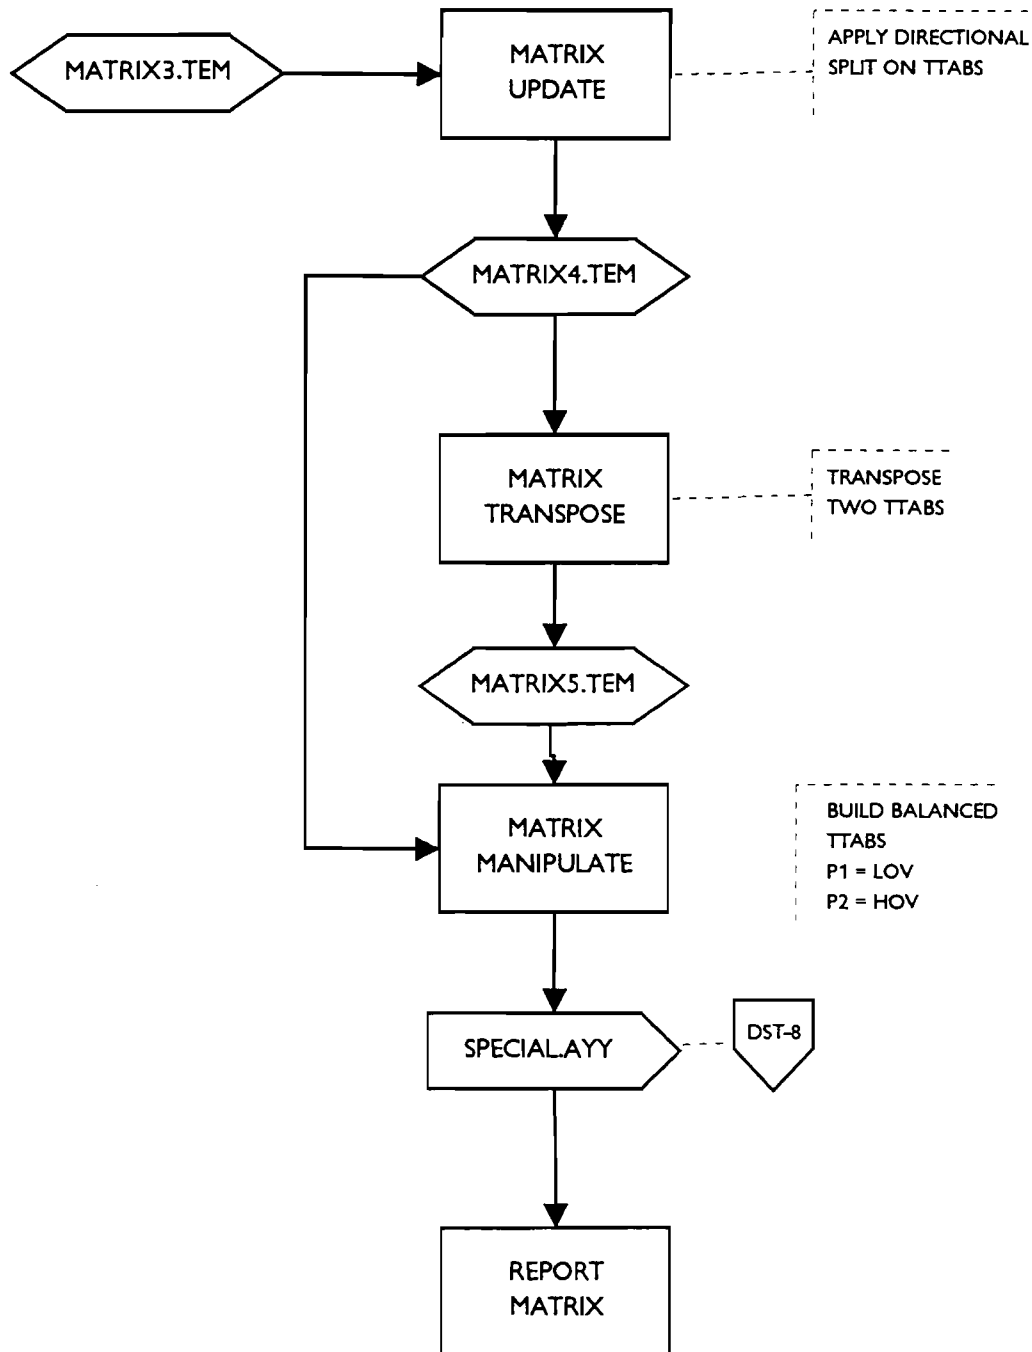 MATRIX3.TEM
MATRIX
UPDATE
APPLY DIRECTIONAL
SPLIT ON TTABS
MATRIX4.TEM
MATRIX
TRANSPOSE
TRANSPOSE
TWO TTABS
MATRIX5.TEM
MATRIX
MANIPULATE
BUILD BALANCED
TTABS
P1 = LOV
P2 = HOV
SPECIAL.AYY
DST-8
REPORT
MATRIX